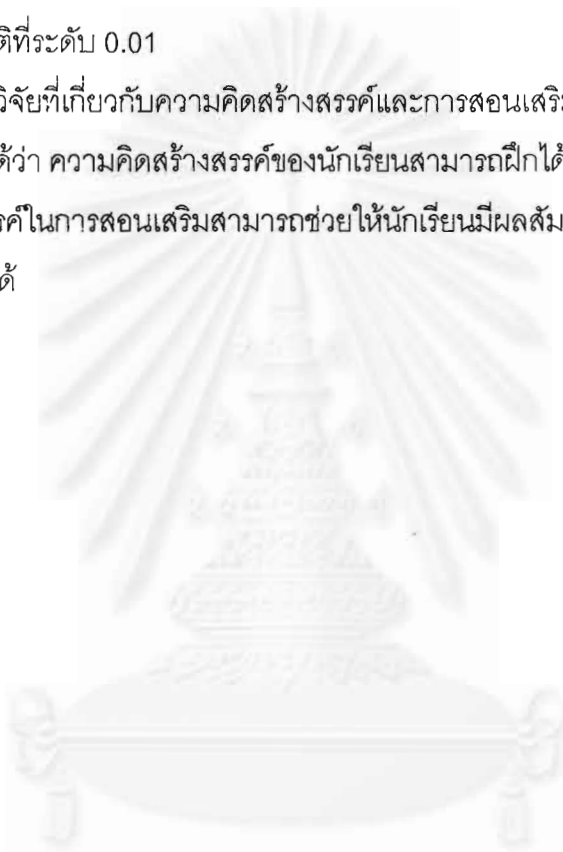 ติที่ระดับ 0.01
วิจัยที่เกี่ยวกับความคิดสร้างสรรค์และการสอนเสริม
ด้ว่า ความคิดสร้างสรรค์ของนักเรียนสามารถฝึกได้
รค์ในการสอนเสริมสามารถช่วยให้นักเรียนมีผลสัม
ด้